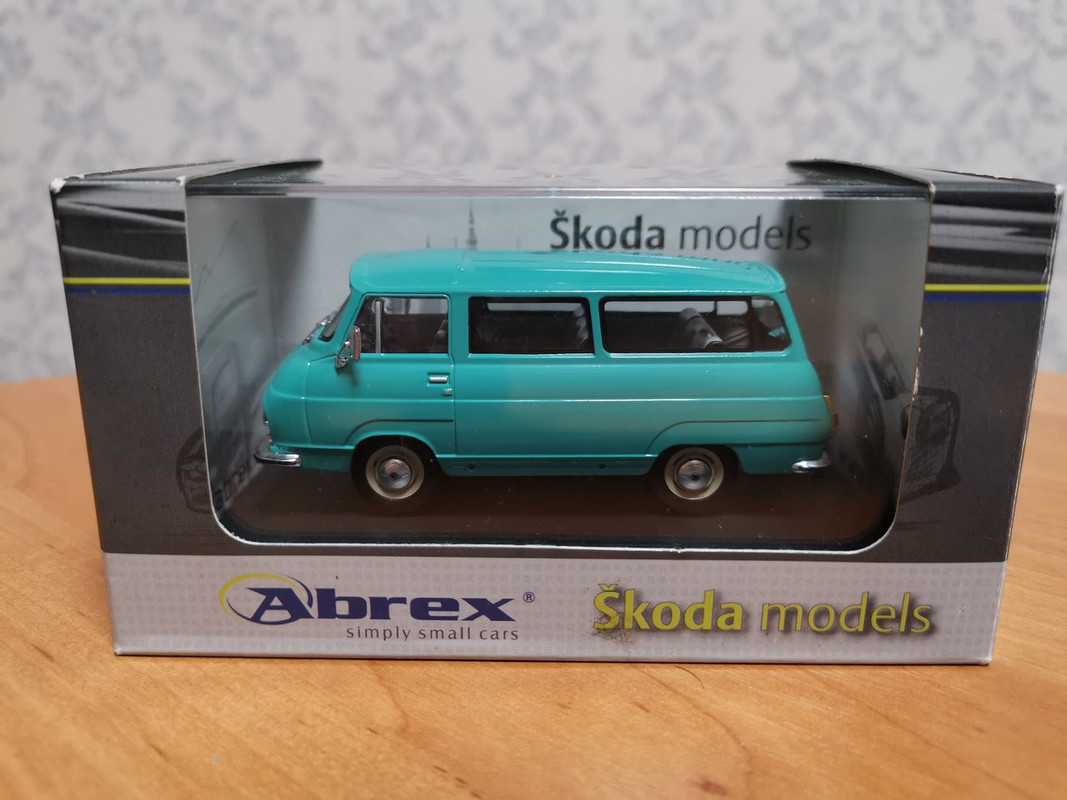 Škoda models
Abrex®
simply small cars
Škoda models